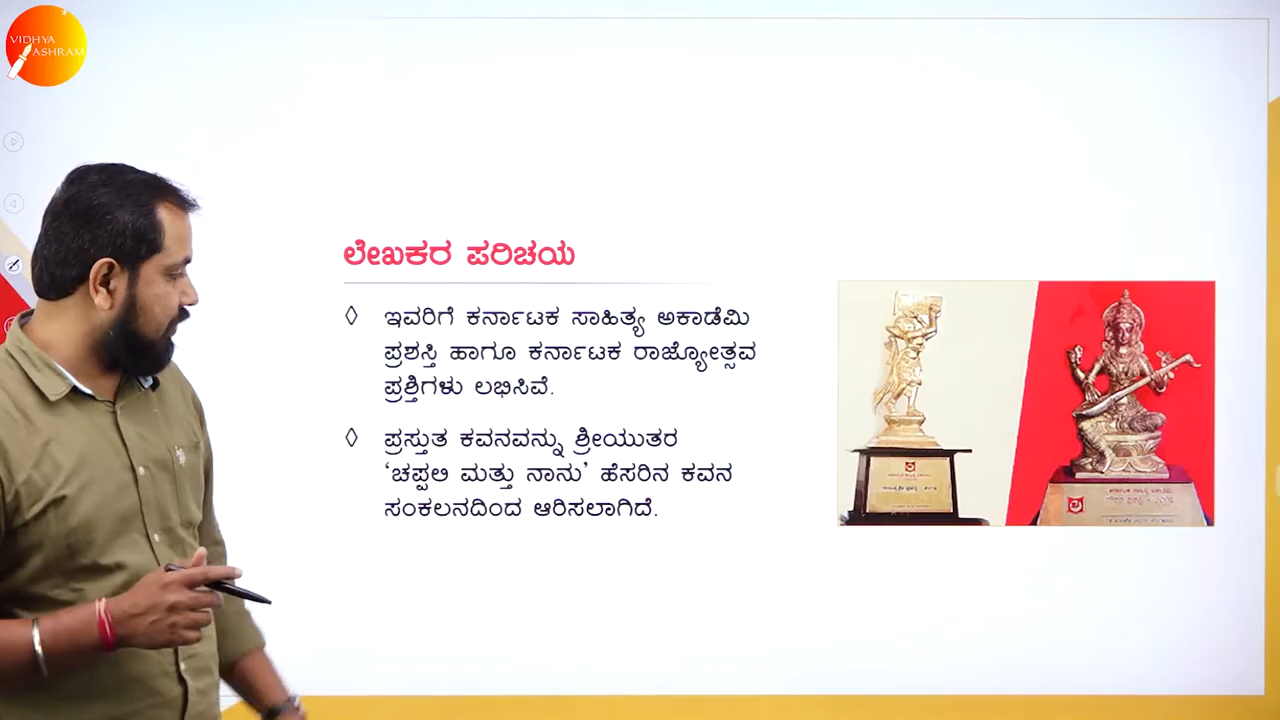 VIDHYA
ASHRAM
ಲೇಖಕರ ಪರಿಚಯ
◊ ಇವರಿಗೆ ಕರ್ನಾಟಕ ಸಾಹಿತ್ಯ ಅಕಾಡೆಮಿ
ಪ್ರಶಸ್ತಿ ಹಾಗೂ ಕರ್ನಾಟಕ ರಾಜ್ಯೋತ್ಸವ
ಪ್ರಶ್ತಿಗಳು ಲಭಿಸಿವೆ.
◊ ಪ್ರಸ್ತುತ ಕವನವನ್ನು ಶ್ರೀಯುತರ
‘ಚಪ್ಪಲಿ ಮತ್ತು ನಾನು’ ಹೆಸರಿನ ಕವನ
ಸಂಕಲನದಿಂದ ಆರಿಸಲಾಗಿದೆ.